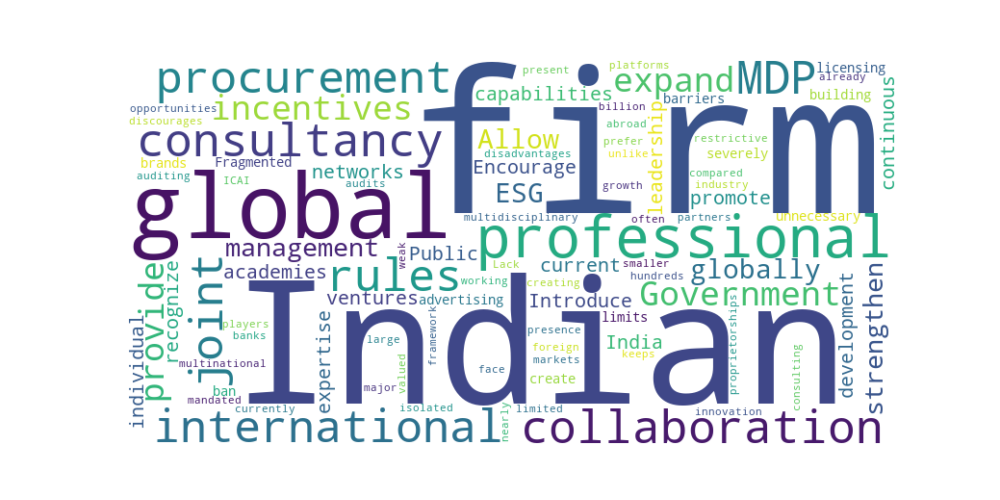 platforms
present
procurement
firm
expand
MDP
licensing
already
capabilities
barriers
building
opportunities
incentives
billion
discourages
abroad
leadership
continuous
consultancy
Allow
prefer
restrictive
disadvantages
unlike
severely
brands
Fragmented
Encourage
compared
auditing
ICAI
networks
audits
ESG
growth
industry
promote
global
multidisciplinary
often
partners
unnecessary
management
weak
Public
professional
provide
recognize
joint
academies
rules
Lack
current
smaller
globally
working
creating
hundreds
Government
ventures
advertising
Introduce
India
development
strengthen
individual
players
banks
expertise
large
framework
presence
limits
proprietorships
Indian
foreign
markets
keeps
multinational
major
valued
face
create
consulting
ban
mandated
currently
isolated
limited
innovation
international
nearly
collaboration